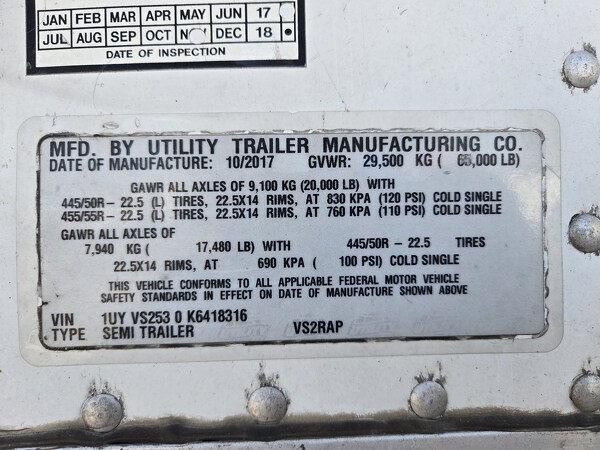 JAN FEB MAR APR MAY JUN 17
JUL AUG SEP OCT DEC 18
DATE OF INSPECTION
MFD. BY UTILITY TRAILER MANUFACTURING CO.
DATE OF MANUFACTURE: 10/2017 GVWR: 29,500 KG ( 65,000 LB)
GAWR ALL AXLES OF 9,100 KG (20,000 LB) WITH
445/50R - 22.5 (L) TIRES, 22.5X14 RIMS, AT 830 KPA (120 PSI) COLD SINGLE
455/55R - 22.5 (L) TIRES, 22.5X14 RIMS, AT 760 KPA (110 PSI) COLD SINGLE
GAWR ALL AXLES OF
7,940 KG ( 17,480 LB) WITH 445/50R - 22.5 TIRES
22.5X14 RIMS, AT 690 KPA ( 100 PSI) COLD SINGLE
THIS VEHICLE CONFORMS TO ALL APPLICABLE FEDERAL MOTOR VEHICLE
SAFETY STANDARDS IN EFFECT ON DATE OF MANUFACTURE SHOWN ABOVE
VIN 1UY VS253 0 K6418316
TYPE SEMI TRAILER VS2RAP